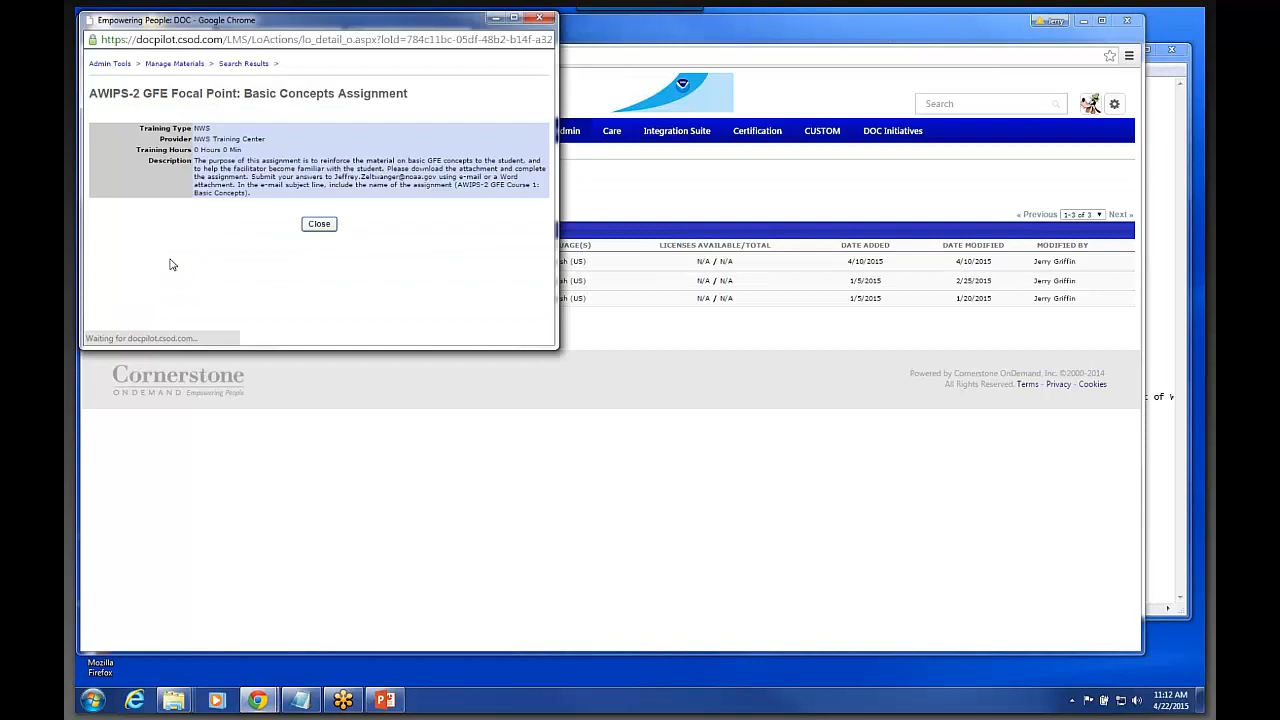 Empowering People: DOC - Google Chrome
https://docpilot.csod.com/LMS/LoActions/lo_detail_o.aspx?loId=784c11bc-05df-48b2-b14f-a32
Admin Tools > Manage Materials > Search Results >
AWIPS-2 GFE Focal Point: Basic Concepts Assignment
Training Type NWS
Provider NWS Training Center
Training Hours 0 Hours 0 Min
Description The purpose of this assignment is to reinforce the material on basic GFE concepts to the student, and
to help the facilitator become familiar with the student. Please download the attachment and complete
the assignment. Submit your answers to Jeffrey.Zeltwanger@noaa.gov using e-mail or a Word
attachment. In the e-mail subject line, include the name of the assignment (AWIPS-2 GFE Course 1:
Basic Concepts).
Close
Waiting for docpilot.csod.com...
Jerry
Search
dmin Care Integration Suite Certification CUSTOM DOC Initiatives
« Previous 1-3 of 3 Next »
UAGE(S) LICENSES AVAILABLE/TOTAL DATE ADDED DATE MODIFIED MODIFIED BY
sh (US) N/A / N/A 4/10/2015 4/10/2015 Jerry Griffin
sh (US) N/A / N/A 1/5/2015 2/25/2015 Jerry Griffin
sh (US) N/A / N/A 1/5/2015 1/20/2015 Jerry Griffin
Cornerstone
ONDEMAND Empowering People
Powered by Cornerstone OnDemand, Inc. ©2000-2014
All Rights Reserved. Terms - Privacy - Cookies
of
Mozilla
Firefox
11:12 AM
4/22/2015